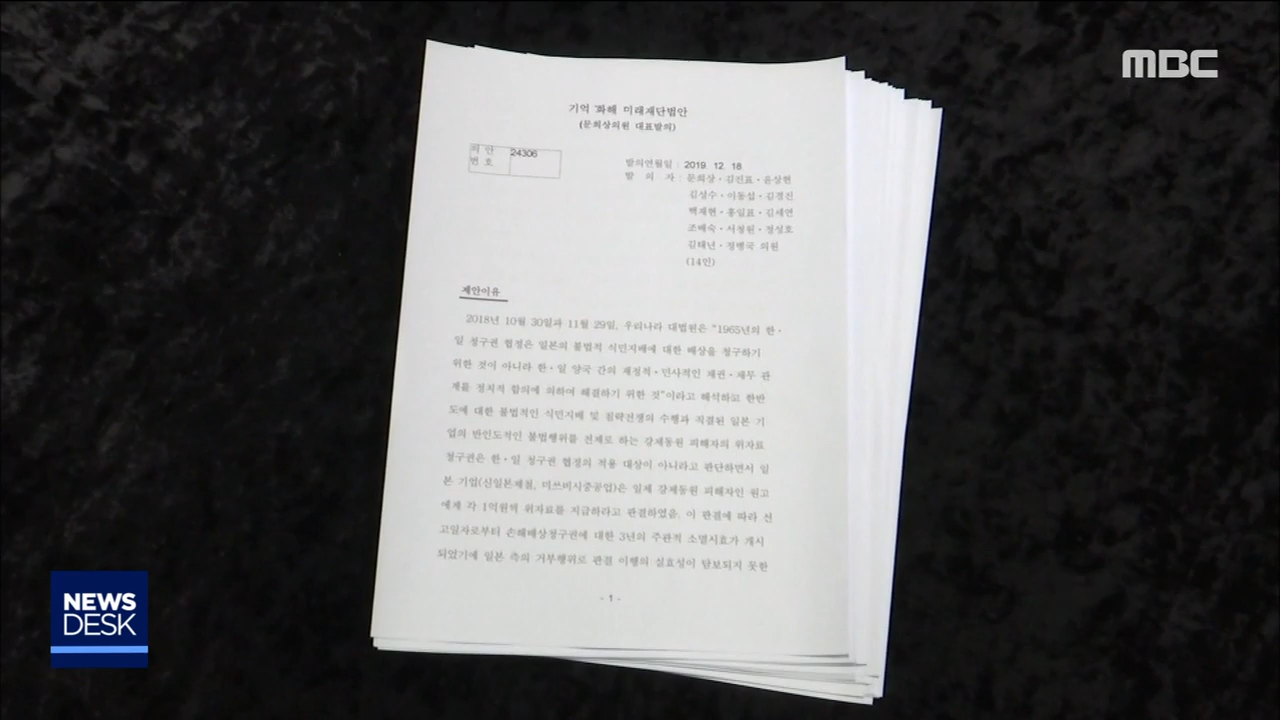 MBC
기억·화해·미래재단법안
(문희상의원 대표발의)
의 안
번 호
24306
발의연월일 : 2019. 12. 18
발 의 자 : 문희상·김진표·윤상현
김성수·이동섭·김경진
백재현·홍일표·김세연
조배숙·서청원·정성호
김태년·정병국 의원
(14인)
제안이유
2018년 10월 30일과 11월 29일, 우리나라 대법원은 "1965년의 한·
일 청구권 협정은 일본의 불법적 식민지배에 대한 배상을 청구하기
위한 것이 아니라 한·일 양국 간의 재정적·민사적인 채권·채무 관
계를 정치적 합의에 의하여 해결하기 위한 것"이라고 해석하고 한반
도에 대한 불법적인 식민지배 및 침략전쟁의 수행과 직결된 일본 기
업의 반인도적인 불법행위를 전제로 하는 강제동원 피해자의 위자료
청구권은 한·일 청구권 협정의 적용 대상이 아니라고 판단하면서 일
본 기업(신일본제철, 미쓰비시중공업)은 일제 강제동원 피해자인 원고
에게 각 1억원씩 위자료를 지급하라고 판결하였음. 이 판결에 따라 선
고일자로부터 손해배상청구권에 대한 3년의 주관적 소멸시효가 개시
되었기에 일본 측의 거부행위로 판결 이행의 실효성이 담보되지 못한
- 1 -
NEWS
DESK